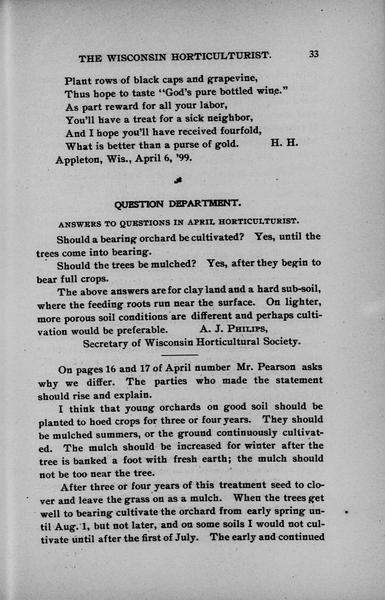 THE WISCONSIN HORTICULTURIST. 33
Plant rows of black caps and grapevine,
Thus hope to taste "God's pure bottled wine."
As part reward for all your labor,
You'll have a treat for a sick neighbor,
And I hope you'll have received fourfold,
What is better than a purse of gold. H. H.
Appleton, Wis., April 6, '99.
QUESTION DEPARTMENT.
ANSWERS TO QUESTIONS IN APRIL HORTICULTURIST.
Should a bearing orchard be cultivated? Yes, until the
trees come into bearing.
Should the trees be mulched? Yes, after they begin to
bear full crops.
The above answers are for clay land and a hard sub-soil,
where the feeding roots run near the surface. On lighter,
more porous soil conditions are different and perhaps culti-
vation would be preferable. A. J. PHILIPS,
Secretary of Wisconsin Horticultural Society.
On pages 16 and 17 of April number Mr. Pearson asks
why we differ. The parties who made the statement
should rise and explain.
I think that young orchards on good soil should be
planted to hoed crops for three or four years. They should
be mulched summers, or the ground continuously cultivat-
ed. The mulch should be increased for winter after the
tree is banked a foot with fresh earth; the mulch should
not be too near the tree.
After three or four years of this treatment seed to clo-
ver and leave the grass on as a mulch. When the trees get
well to bearing cultivate the orchard from early spring un-
til Aug. 1, but not later, and on some soils I would not cul-
tivate until after the first of July. The early and continued